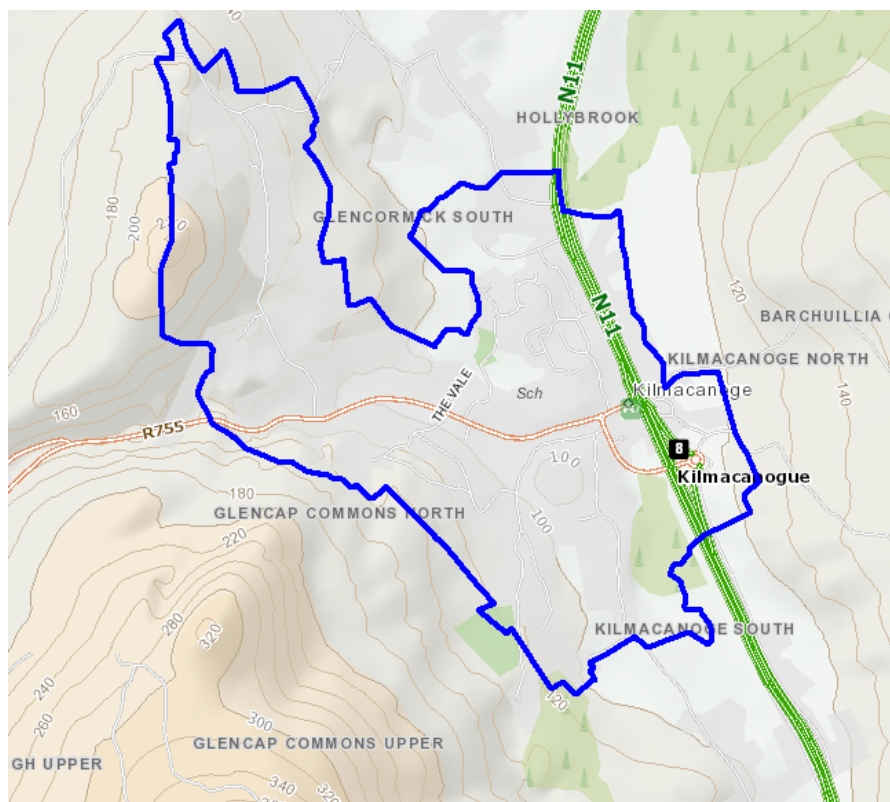 N11
HOLLYBROOK
180
200
220
GLENCORMICK SOUTH
120
N11
BARCHUILLIA
KILMACANOGE NORTH
Kilmacanoge
140
THE VALE
Sch
160
R755
8
Kilmacanogue
100
180
GLENCAP COMMONS NORTH
220
100
280
320
KILMACANOGE SOUTH
240
260
120
300
GLENCAP COMMONS UPPER
GH UPPER
340
320